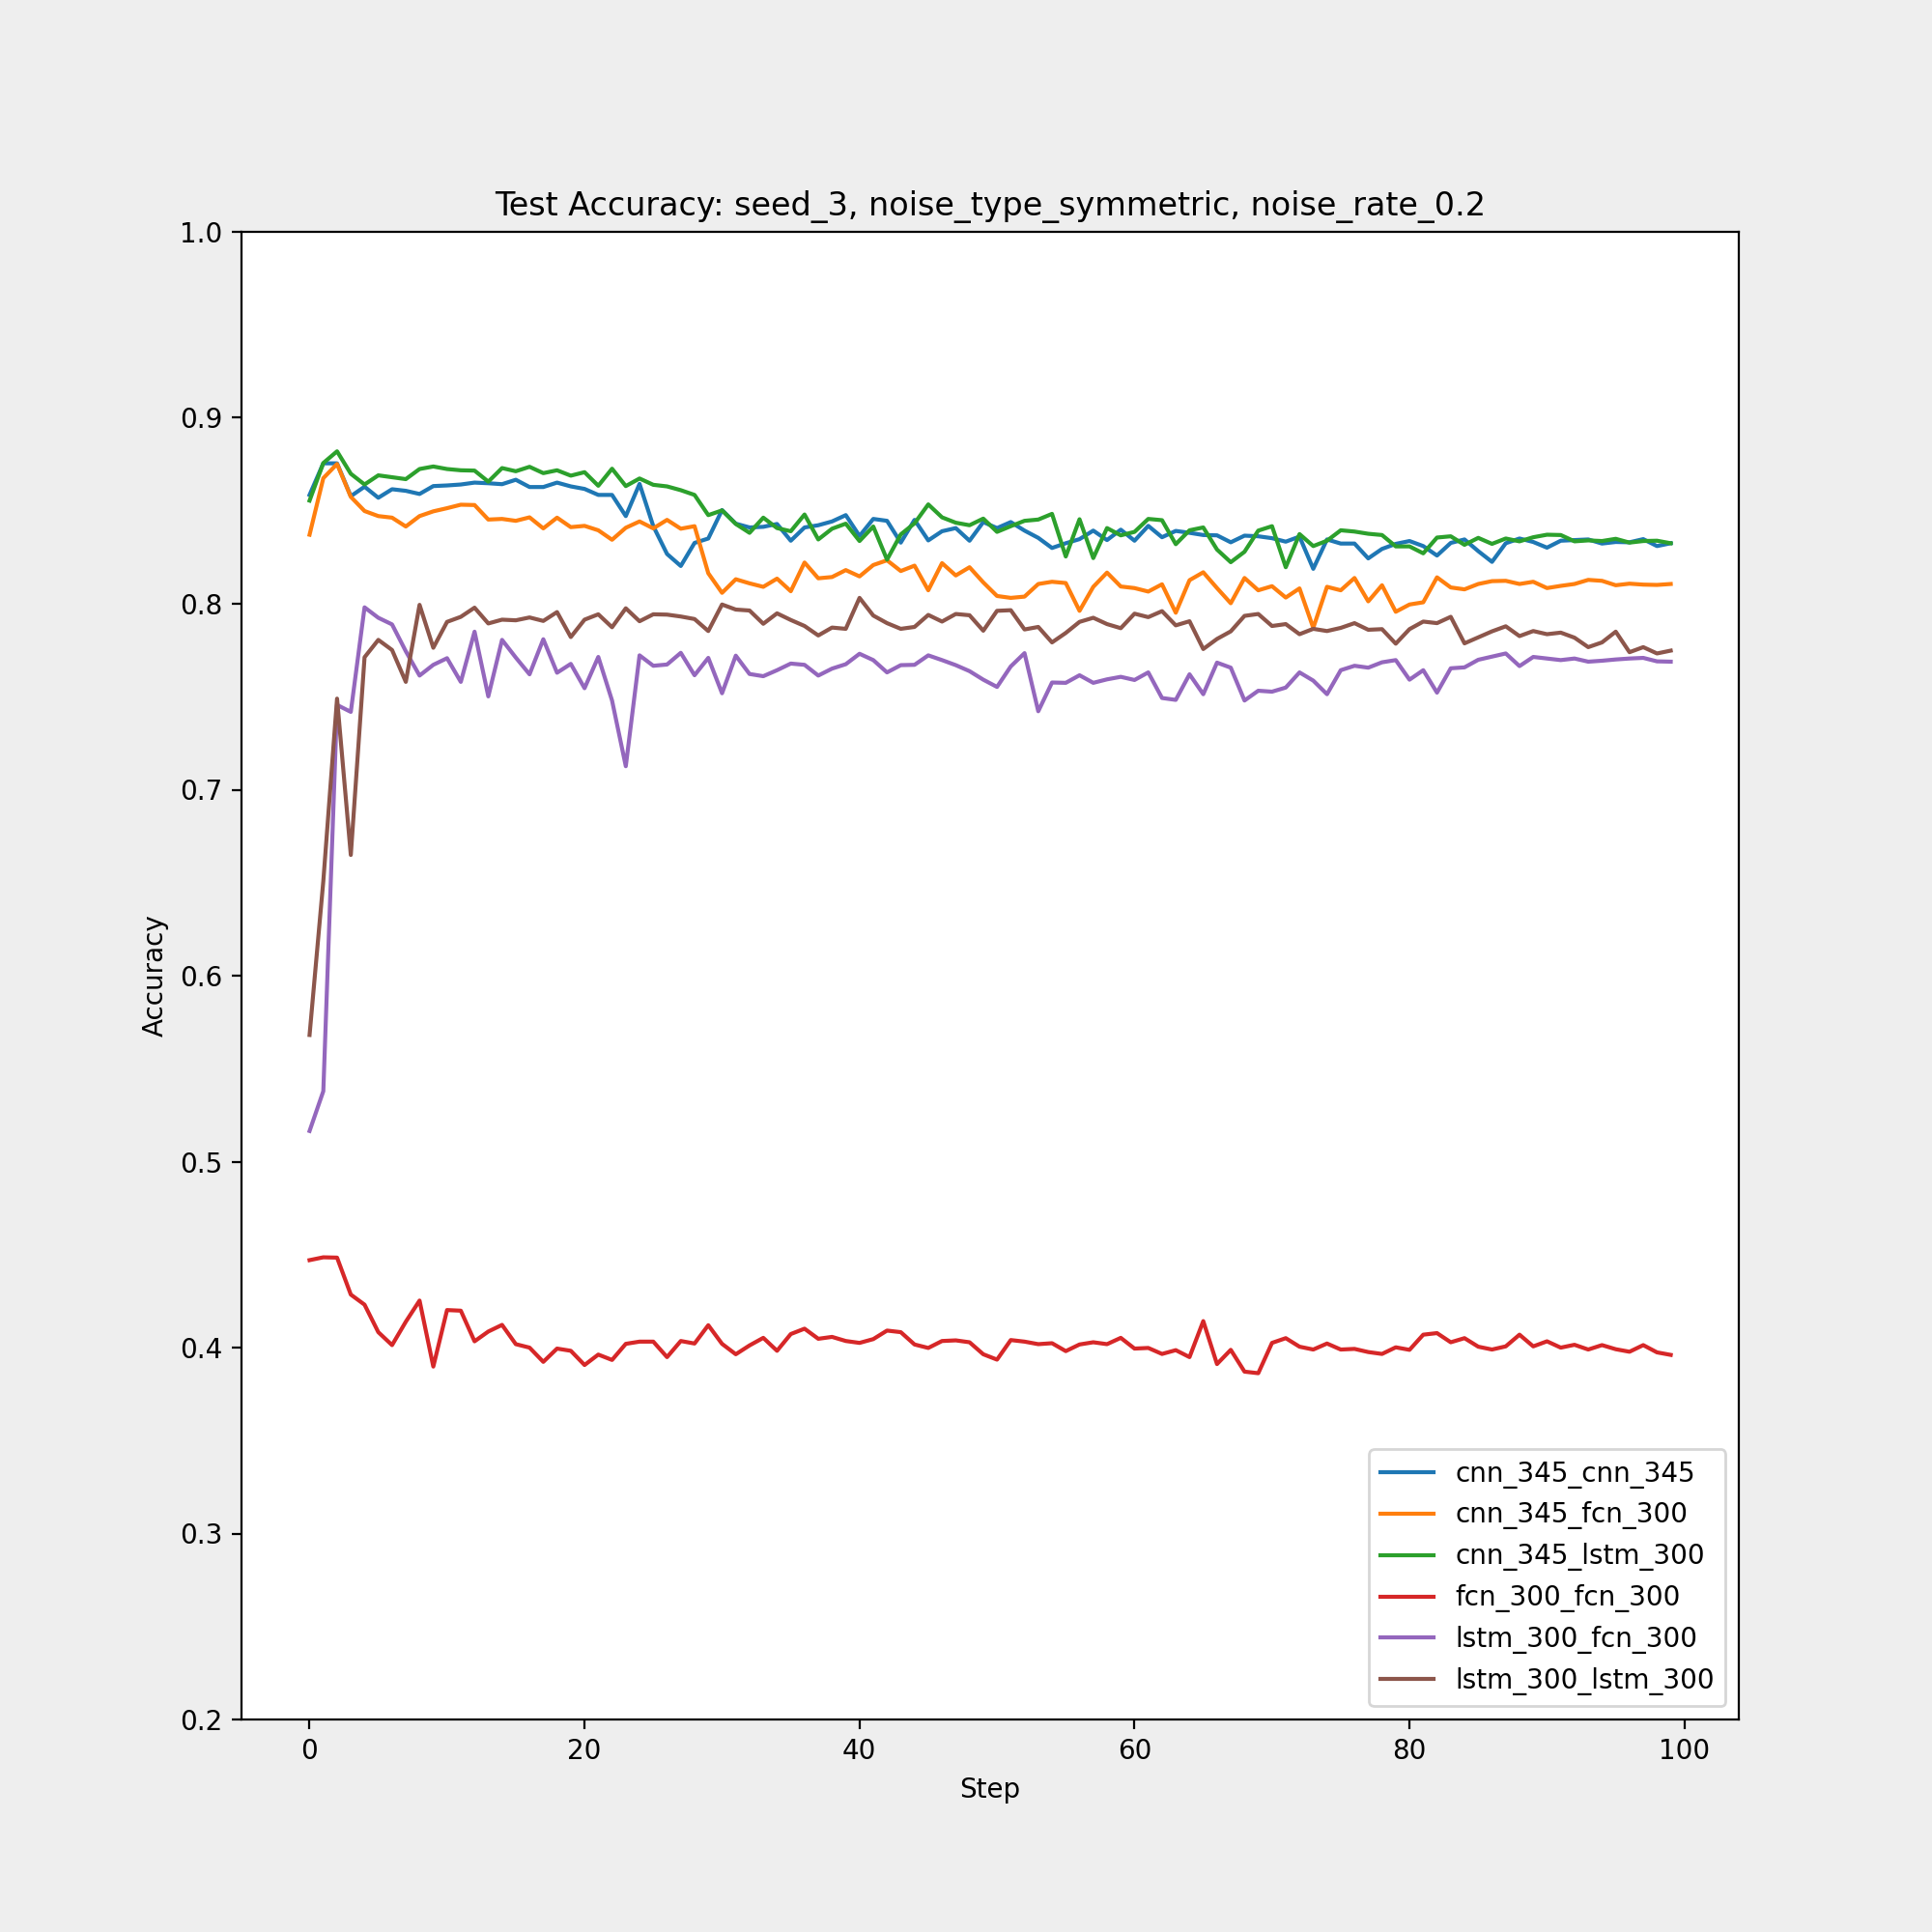 Test Accuracy: seed_3, noise_type_symmetric, noise_rate_0.2
1.0
0.9
0.8
0.7
0.6
0.5
0.4
0.3
0.2
Accuracy
0 20 40 60 80 100
Step
cnn_345_cnn_345
cnn_345_fcn_300
cnn_345_lstm_300
fcn_300_fcn_300
lstm_300_fcn_300
lstm_300_lstm_300